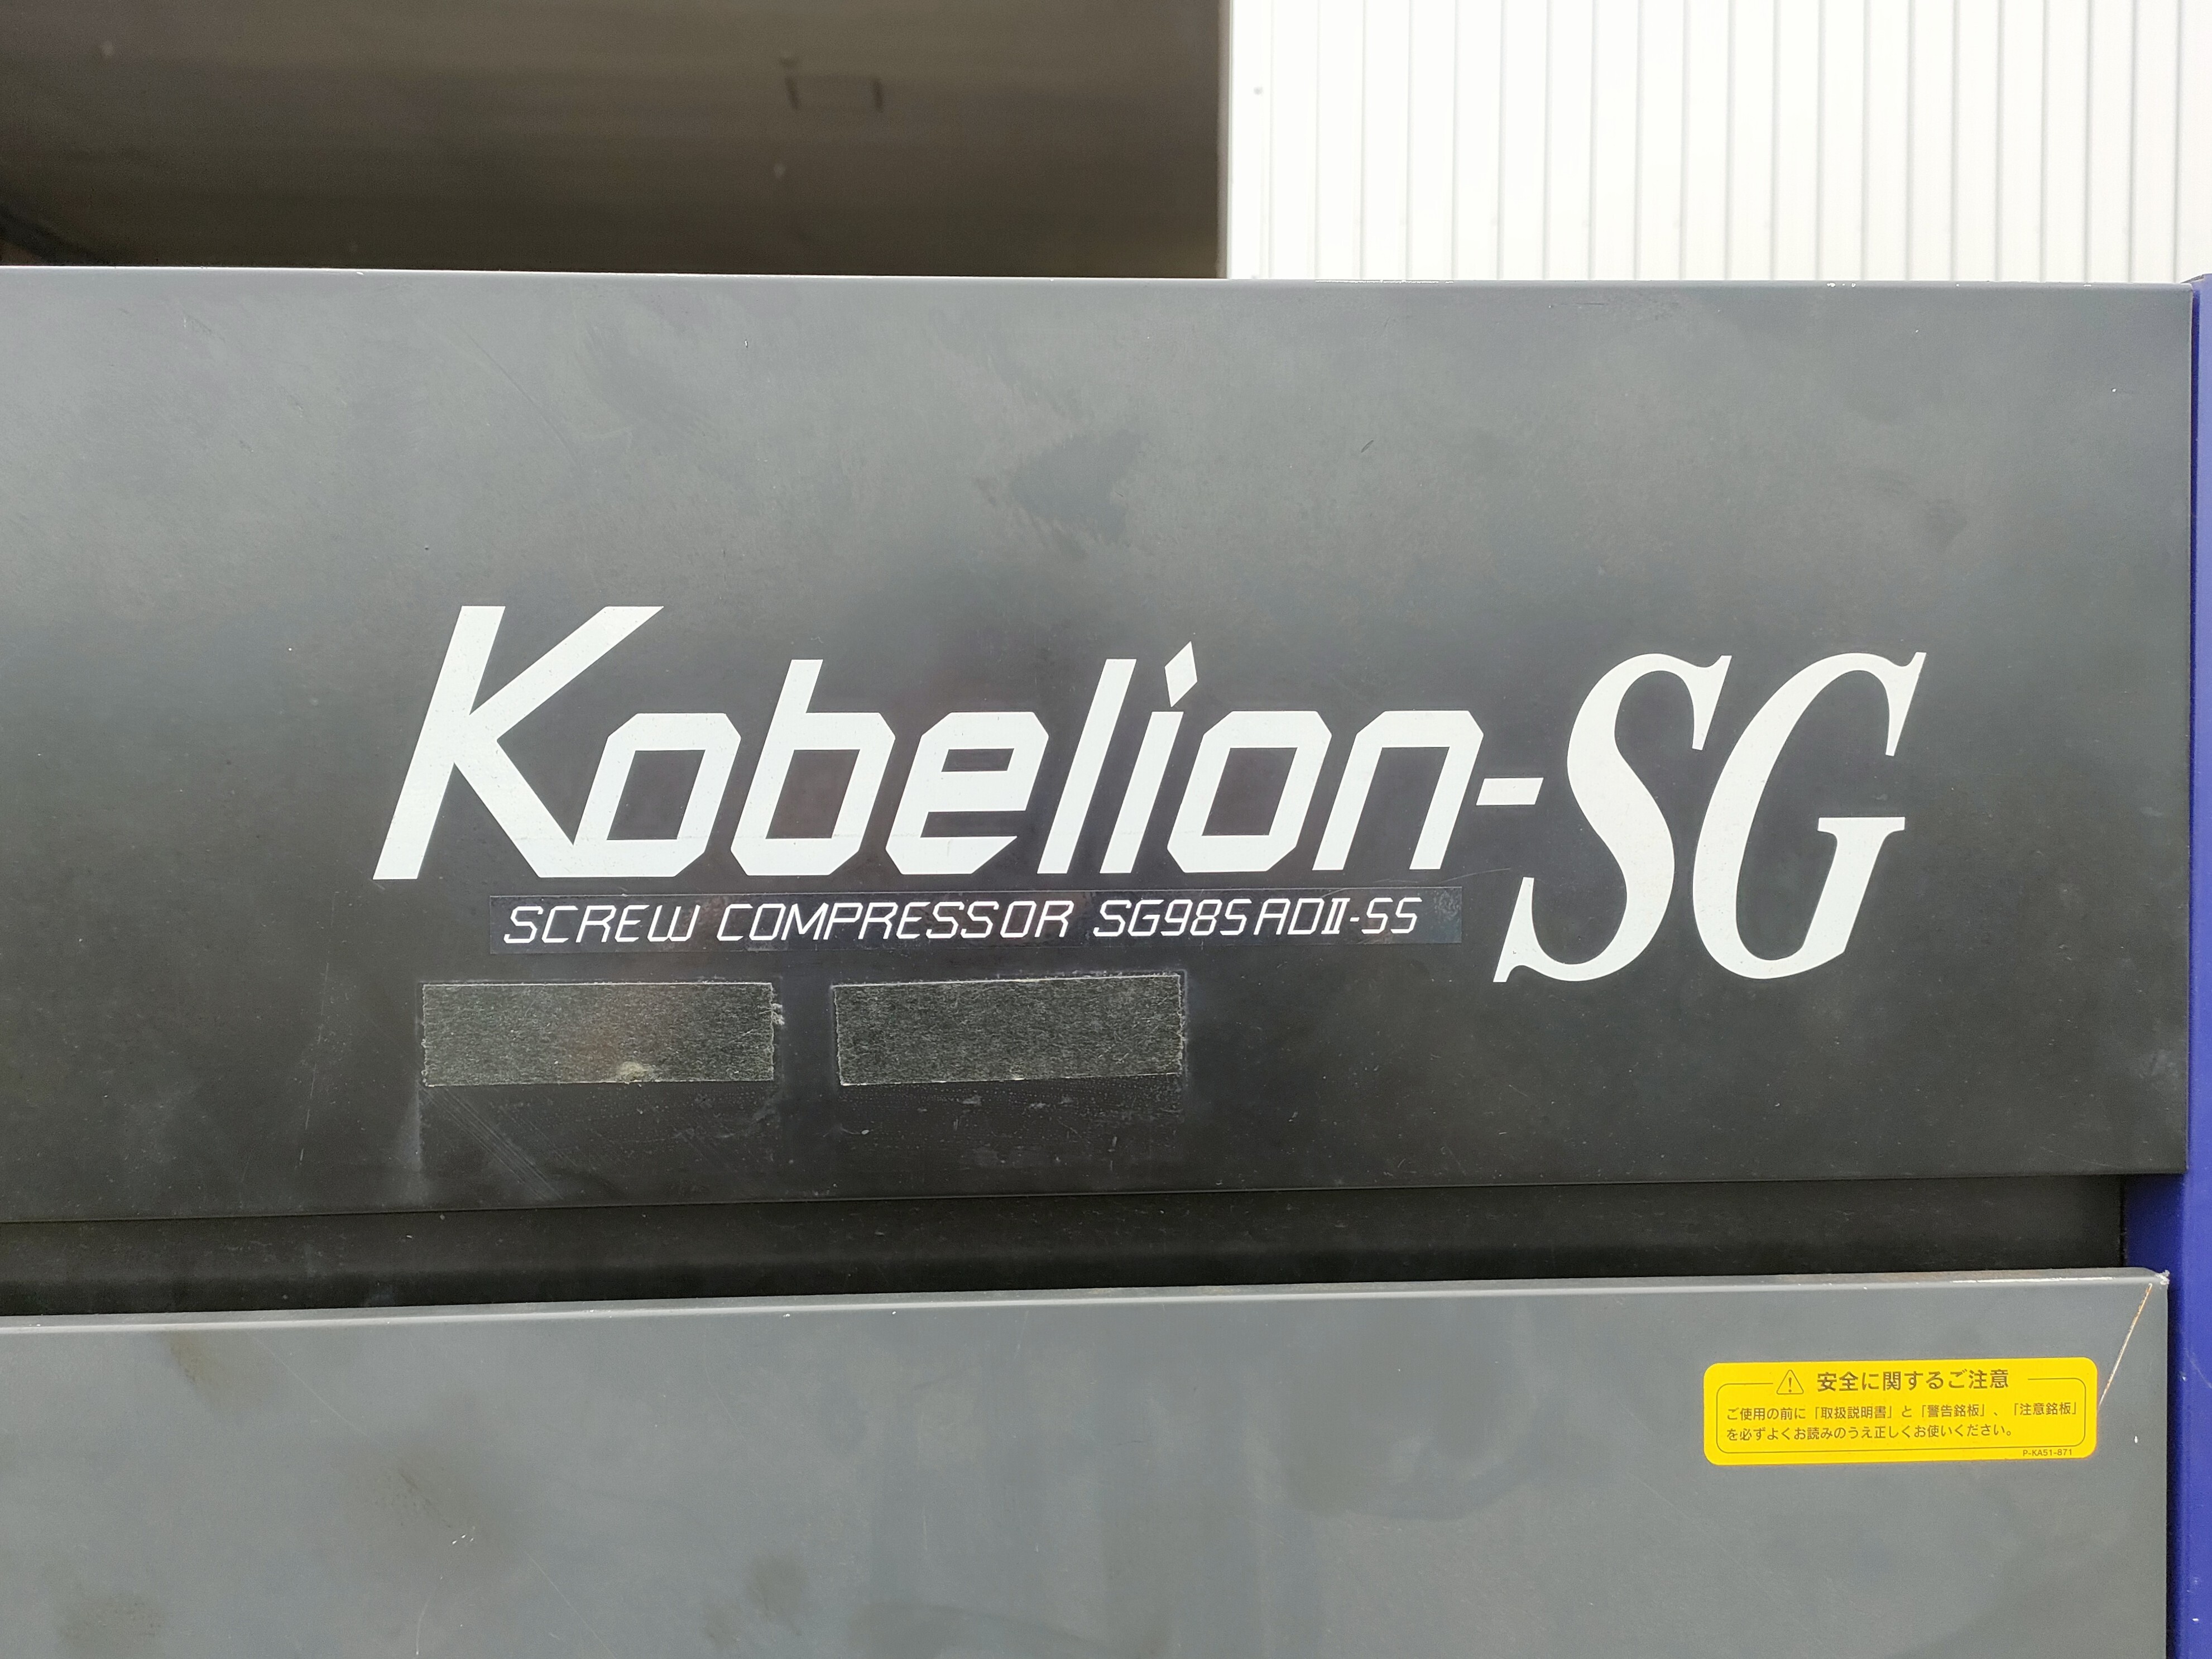 Kobelion-SG
SCREW COMPRESSOR SG985ADⅡ-55
⚠ 安全に関するご注意
ご使用の前に「取扱説明書」と「警告銘板」、「注意銘板」
を必ずよくお読みのうえ正しくお使いください。
P-KA51-871